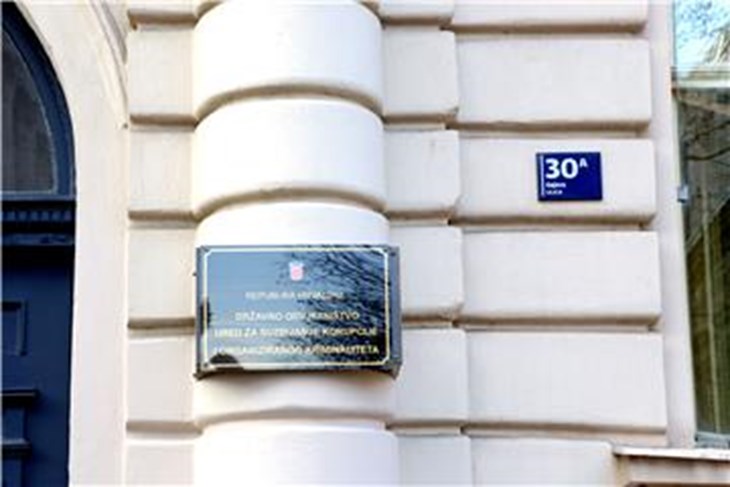 REPUBLIKA HRVATSKA
DRŽAVNO ODVJETNIŠTVO
URED ZA SUZBIJANJE KORUPCIJE
I ORGANIZIRANOG KRIMINALITETA
30A